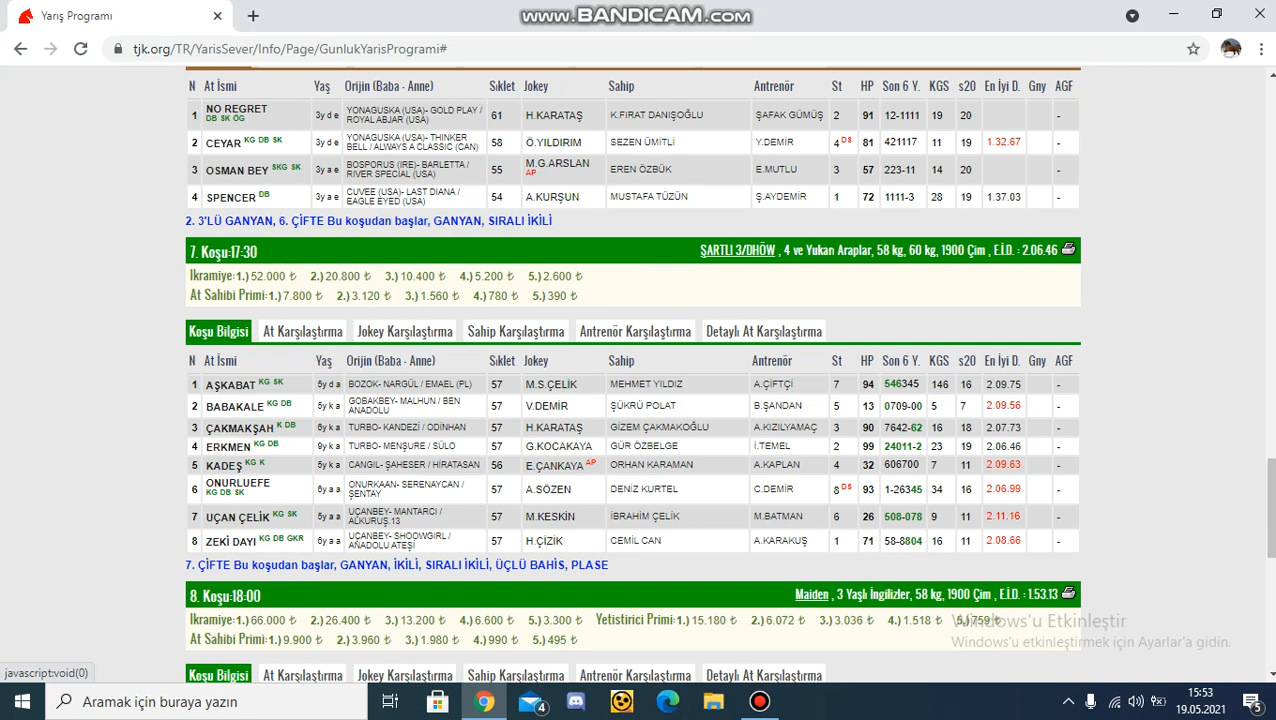 Yarış Programı
www.BANDICAM.com
tjk.org/TR/YarisSever/Info/Page/GunlukYarisProgrami#
N At İsmi Yaş Orijin (Baba - Anne) Sıklet Jokey Sahip Antrenör St HP Son 6 Y. KGS s20 En İyi D. Gny AGF
1 NO REGRET DB SK ÖG 3y d e YONAGUSKA (USA)- GOLD PLAY / ROYAL ABJAR (USA) 61 H.KARATAŞ K.FIRAT DANIŞOĞLU ŞAFAK GÜMÜŞ 2 91 12-1111 19 20 -
2 CEYAR KG DB SK 3y d e YONAGUSKA (USA)- THINKER BELL / ALWAYS A CLASSIC (CAN) 58 Ö.YILDIRIM SEZEN ÜMİTLİ Y.DEMİR 4 DS 81 421117 11 19 1.32.67 -
3 OSMAN BEY SKG SK 3y a e BOSPORUS (IRE)- BARLETTA / RIVER SPECIAL (USA) 55 M.G.ARSLAN AP EREN ÖZBÜK E.MUTLU 3 57 223-11 14 20 -
4 SPENCER DB 3y a e CUVEE (USA)- LAST DIANA / EAGLE EYED (USA) 54 A.KURŞUN MUSTAFA TÜZÜN Ş.AYDEMİR 1 72 1111-3 28 19 1.37.03 -
2. 3'LÜ GANYAN, 6. ÇİFTE Bu koşudan başlar, GANYAN, SIRALI İKİLİ
7. Koşu:17:30 ŞARTLI 3/DHÖW , 4 ve Yukarı Araplar, 58 kg, 60 kg, 1900 Çim , E.İ.D. : 2.06.46
İkramiye:1.) 52.000 ₺ 2.) 20.800 ₺ 3.) 10.400 ₺ 4.) 5.200 ₺ 5.) 2.600 ₺
At Sahibi Primi:1.) 7.800 ₺ 2.) 3.120 ₺ 3.) 1.560 ₺ 4.) 780 ₺ 5.) 390 ₺
Koşu Bilgisi At Karşılaştırma Jokey Karşılaştırma Sahip Karşılaştırma Antrenör Karşılaştırma Detaylı At Karşılaştırma
N At İsmi Yaş Orijin (Baba - Anne) Sıklet Jokey Sahip Antrenör St HP Son 6 Y. KGS s20 En İyi D. Gny AGF
1 AŞKABAT KG SK 5y d a BOZOK- NARGÜL / EMAEL (PL) 57 M.S.ÇELİK MEHMET YILDIZ A.ÇİFTÇİ 7 94 546345 146 16 2.09.75 -
2 BABAKALE KG DB 5y k a GOBAKBEY- MALHUN / BEN ANADOLU 57 V.DEMİR ŞÜKRÜ POLAT B.ŞANDAN 5 13 0709-00 5 7 2.09.56 -
3 ÇAKMAKŞAH K DB 6y k a TURBO- KANDEZİ / ODİNHAN 57 H.KARATAŞ GİZEM ÇAKMAKOĞLU A.KIZILYAMAÇ 3 90 7642-62 16 18 2.07.73 -
4 ERKMEN KG DB 9y k a TURBO- MENŞURE / SÜLO 57 G.KOCAKAYA GÜR ÖZBELGE İ.TEMEL 2 99 24011-2 23 19 2.06.46 -
5 KADEŞ KG K 5y k a CANGIL- ŞAHESER / HİRATASAN 56 E.ÇANKAYA AP ORHAN KARAMAN A.KAPLAN 4 32 606700 7 11 2.09.63 -
6 ONURLUEFE KG DB SK 6y a a ONURKAAN- SERENAYCAN / ŞENTAY 57 A.SÖZEN DENİZ KURTEL C.DEMİR 8 DS 93 1-26345 34 16 2.06.99 -
7 UÇAN ÇELİK KG SK 5y a a UÇANBEY- MANTARCI / ALKURUŞ.13 57 M.KESKİN İBRAHİM ÇELİK M.BATMAN 6 26 508-078 9 11 2.11.16 -
8 ZEKİ DAYI KG DB GKR 6y a a UÇANBEY- SHOOWGIRL / ANADOLU ATEŞİ 57 H.ÇİZİK CEMİL CAN A.KARAKUŞ 1 71 58-8804 16 11 2.08.66 -
7. ÇİFTE Bu koşudan başlar, GANYAN, İKİLİ, SIRALI İKİLİ, ÜÇLÜ BAHİS, PLASE
8. Koşu:18:00 Maiden , 3 Yaşlı İngilizler, 58 kg, 1900 Çim , E.İ.D. : 1.53.13
İkramiye:1.) 66.000 ₺ 2.) 26.400 ₺ 3.) 13.200 ₺ 4.) 6.600 ₺ 5.) 3.300 ₺ Yetistirici Primi:1.) 15.180 ₺ 2.) 6.072 ₺ 3.) 3.036 ₺ 4.) 1.518 ₺ 5.) 759 ₺
At Sahibi Primi:1.) 9.900 ₺ 2.) 3.960 ₺ 3.) 1.980 ₺ 4.) 990 ₺ 5.) 495 ₺
Windows'u Etkinleştir
Windows'u etkinleştirmek için Ayarlar'a gidin.
Koşu Bilgisi At Karşılaştırma Jokey Karşılaştırma Sahip Karşılaştırma Antrenör Karşılaştırma Detaylı At Karşılaştırma
javascript:void(0)
Aramak için buraya yazın
4
15:53
19.05.2021
5